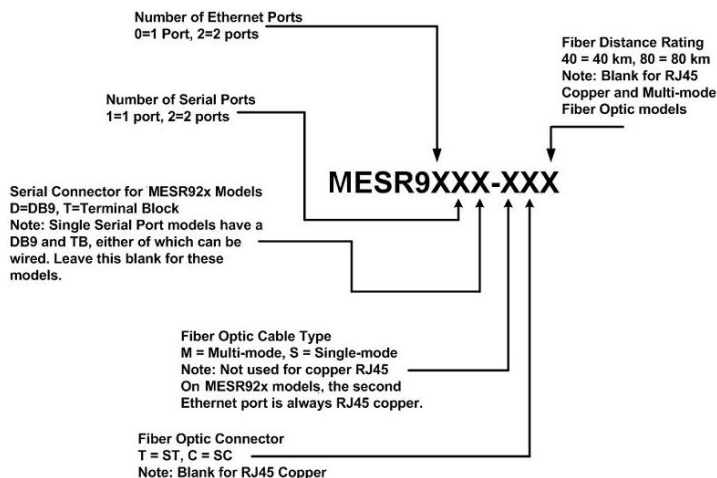 Number of Ethernet Ports
0=1 Port, 2=2 ports
Fiber Distance Rating
40 = 40 km, 80 = 80 km
Note: Blank for RJ45
Copper and Multi-mode
Fiber Optic models
Number of Serial Ports
1=1 port, 2=2 ports
MESR9XXX-XXX
Serial Connector for MESR92x Models
D=DB9, T=Terminal Block
Note: Single Serial Port models have a
DB9 and TB, either of which can be
wired. Leave this blank for these
models.
Fiber Optic Cable Type
M = Multi-mode, S = Single-mode
Note: Not used for copper RJ45
On MESR92x models, the second
Ethernet port is always RJ45 copper.
Fiber Optic Connector
T = ST, C = SC
Note: Blank for RJ45 Copper